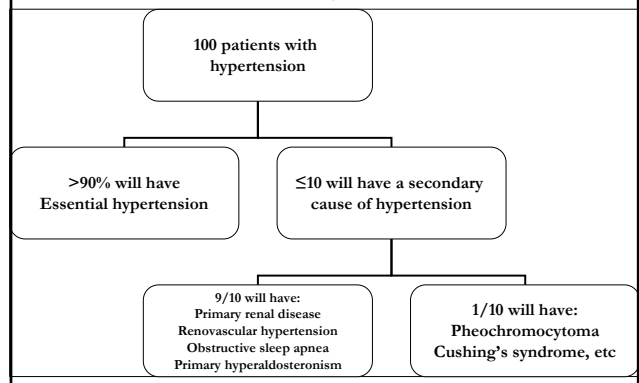 100 patients with
hypertension
>90% will have
Essential hypertension
≤10 will have a secondary
cause of hypertension
9/10 will have:
Primary renal disease
Renovascular hypertension
Obstructive sleep apnea
Primary hyperaldosteronism
1/10 will have:
Pheochromocytoma
Cushing's syndrome, etc